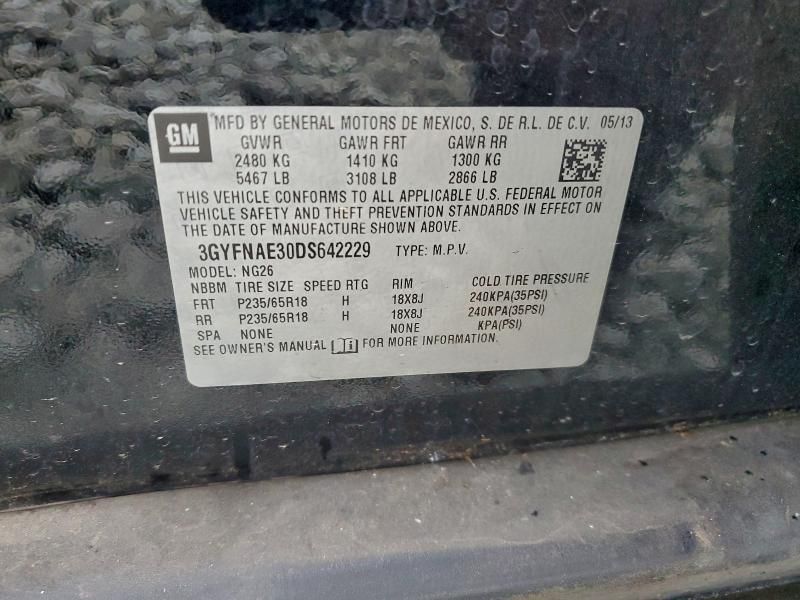 GM
MFD BY GENERAL MOTORS DE MEXICO, S. DE R.L. DE C.V. 05/13
GVWR GAWR FRT GAWR RR
2480 KG 1410 KG 1300 KG
5467 LB 3108 LB 2866 LB
THIS VEHICLE CONFORMS TO ALL APPLICABLE U.S. FEDERAL MOTOR
VEHICLE SAFETY AND THEFT PREVENTION STANDARDS IN EFFECT ON
THE DATE OF MANUFACTURE SHOWN ABOVE.
3GYFNAE30DS642229 TYPE: M.P.V.
MODEL: NG26
NBBM TIRE SIZE SPEED RTG RIM COLD TIRE PRESSURE
FRT P235/65R18 H 18X8J 240KPA(35PSI)
RR P235/65R18 H 18X8J 240KPA(35PSI)
SPA NONE NONE KPA(PSI)
SEE OWNER'S MANUAL FOR MORE INFORMATION.